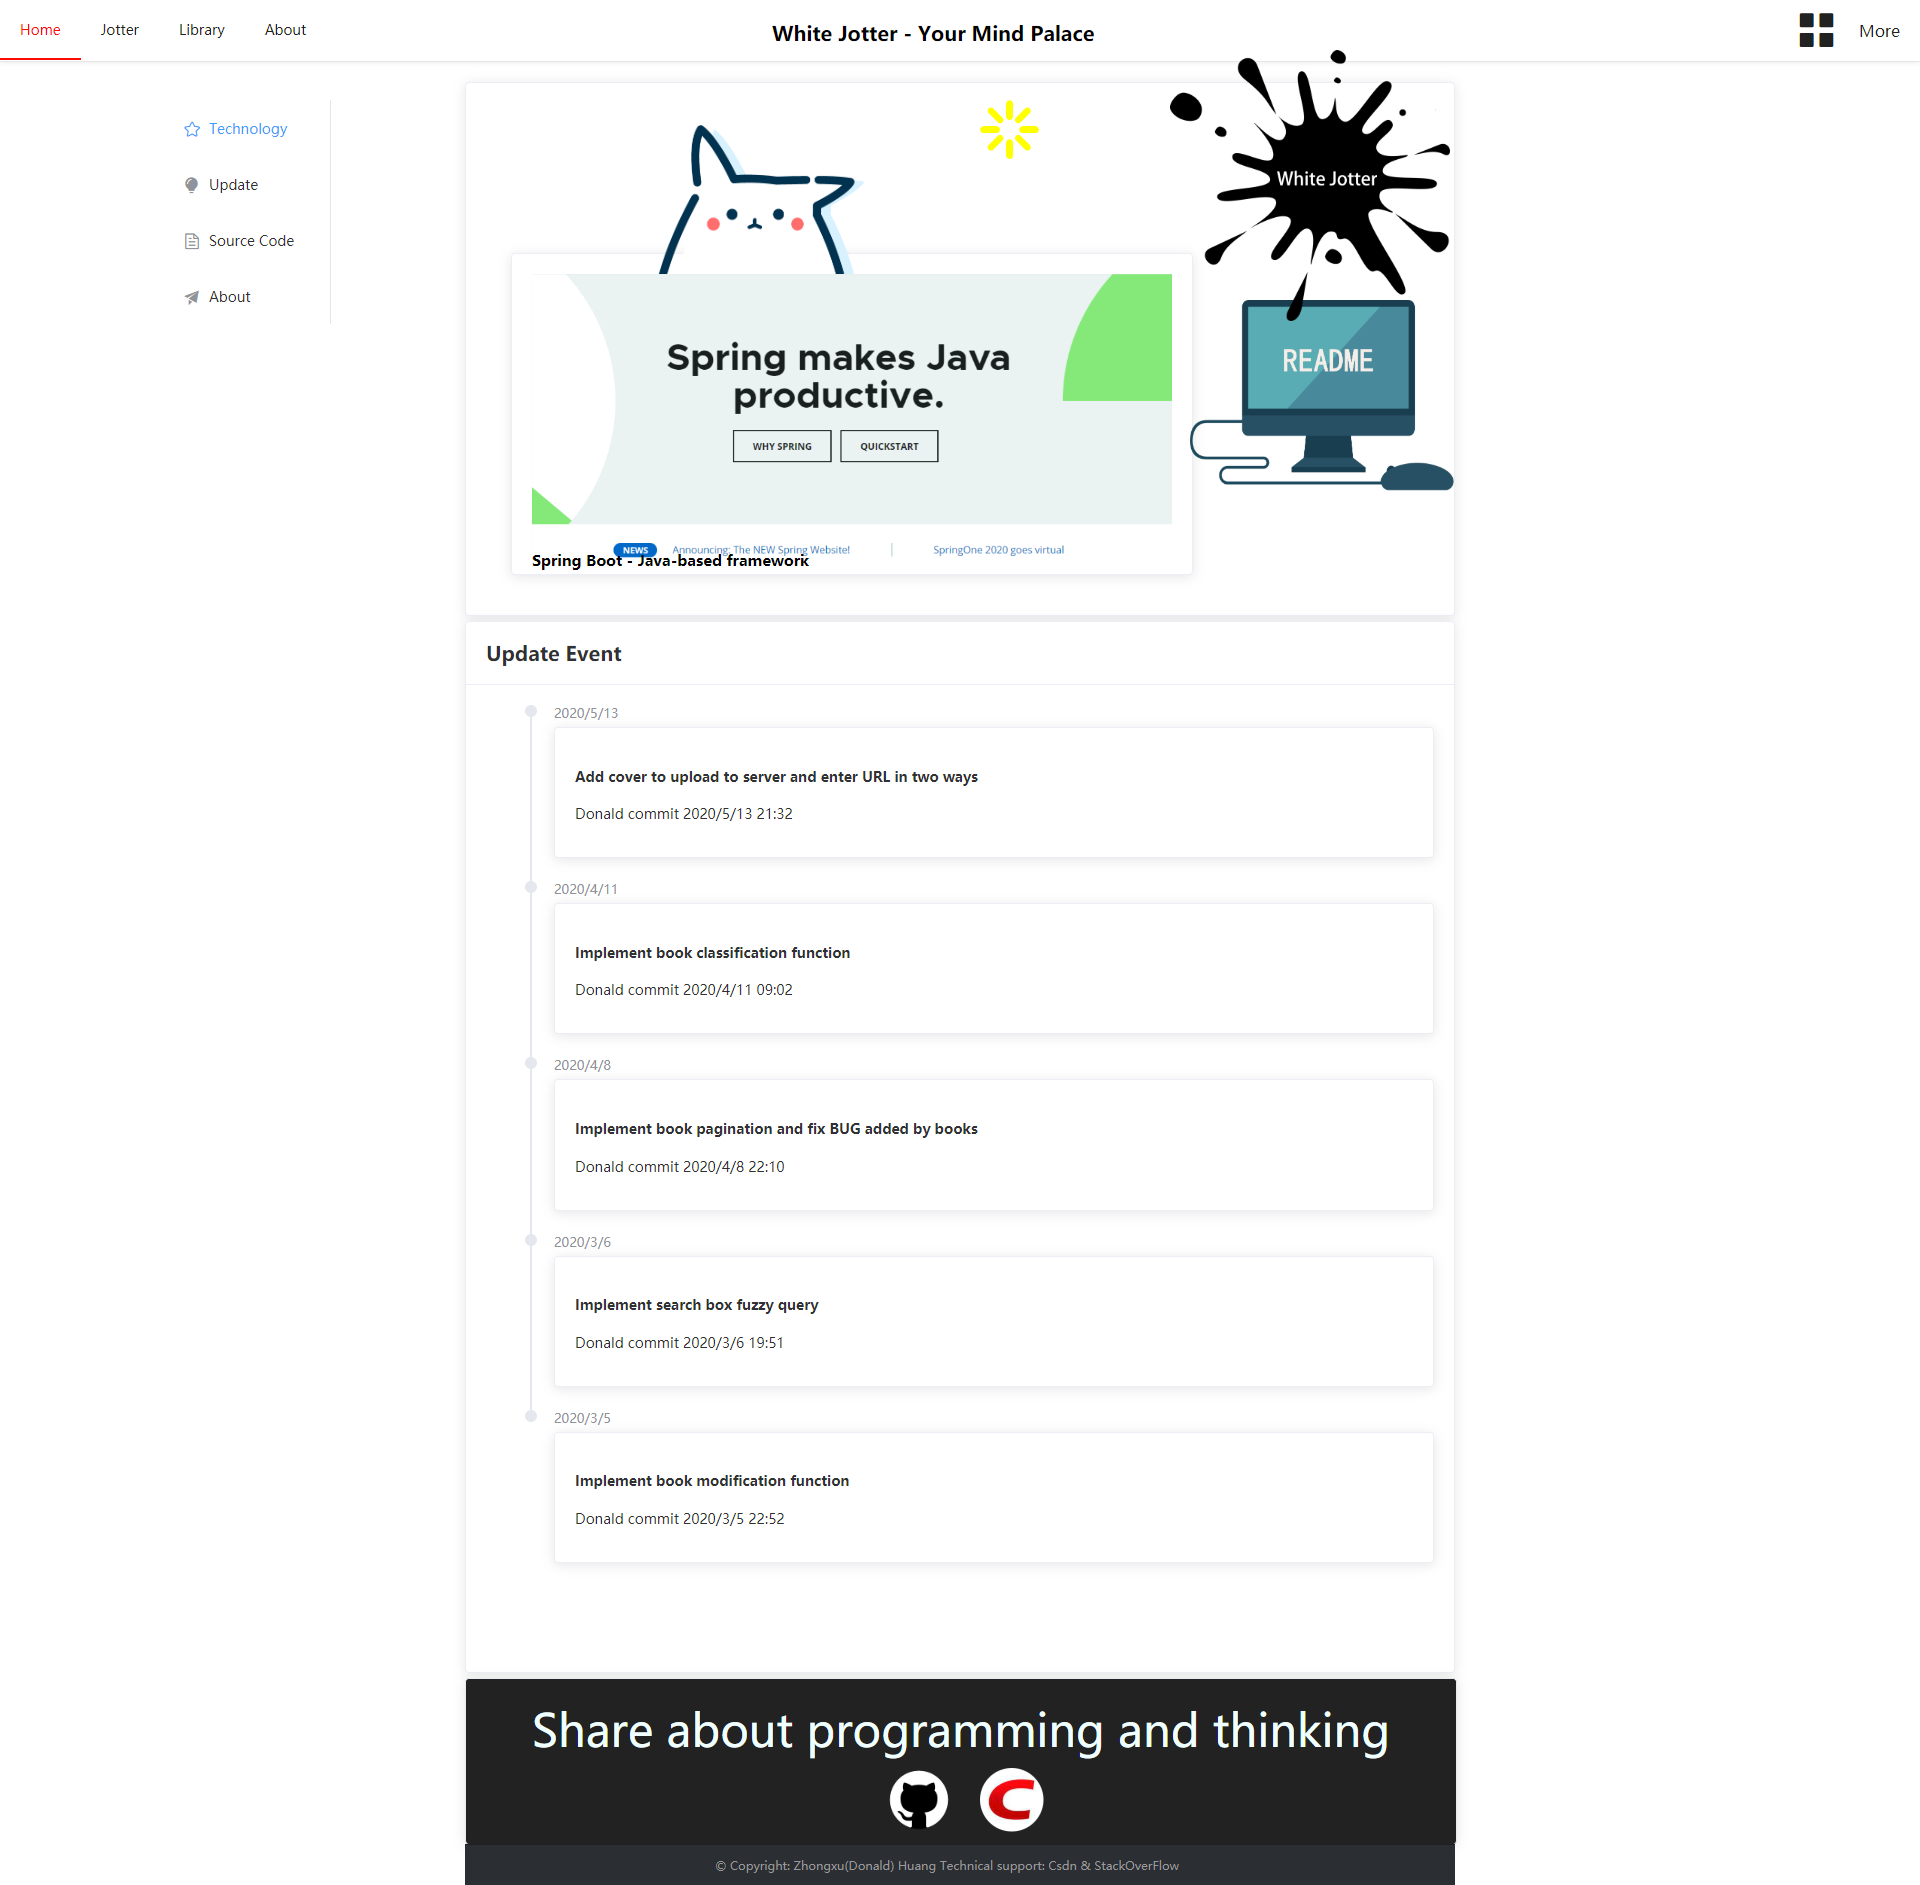 Home Jotter Library About White Jotter - Your Mind Palace More
Technology
Update
Source Code
About
White Jotter
README
Spring makes Java
productive.
WHY SPRING QUICKSTART
NEWS Announcing: The NEW Spring Website! SpringOne 2020 goes virtual
Spring Boot - Java-based framework
Update Event
2020/5/13
Add cover to upload to server and enter URL in two ways
Donald commit 2020/5/13 21:32
2020/4/11
Implement book classification function
Donald commit 2020/4/11 09:02
2020/4/8
Implement book pagination and fix BUG added by books
Donald commit 2020/4/8 22:10
2020/3/6
Implement search box fuzzy query
Donald commit 2020/3/6 19:51
2020/3/5
Implement book modification function
Donald commit 2020/3/5 22:52
Share about programming and thinking
C
© Copyright: Zhongxu(Donald) Huang Technical support: Csdn & StackOverFlow